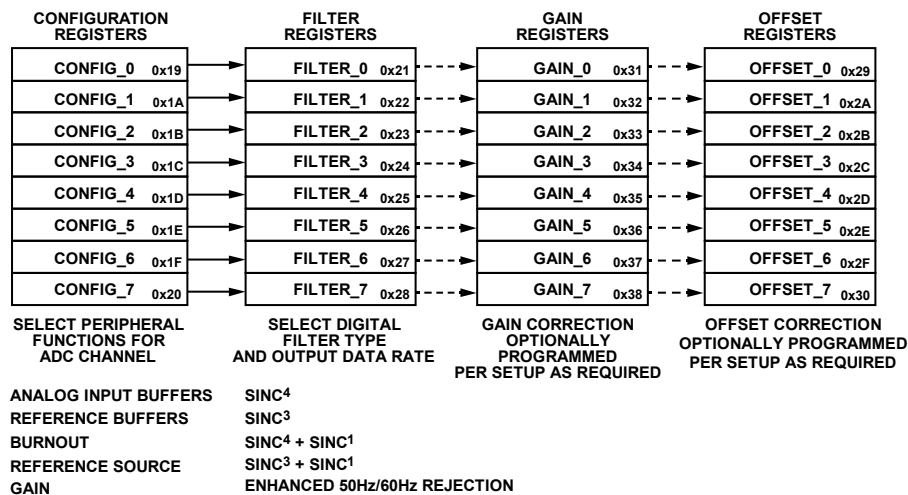 CONFIGURATION
REGISTERS
FILTER
REGISTERS
GAIN
REGISTERS
OFFSET
REGISTERS
CONFIG_0 0x19 FILTER_0 0x21 GAIN_0 0x31 OFFSET_0 0x29
CONFIG_1 0x1A FILTER_1 0x22 GAIN_1 0x32 OFFSET_1 0x2A
CONFIG_2 0x1B FILTER_2 0x23 GAIN_2 0x33 OFFSET_2 0x2B
CONFIG_3 0x1C FILTER_3 0x24 GAIN_3 0x34 OFFSET_3 0x2C
CONFIG_4 0x1D FILTER_4 0x25 GAIN_4 0x35 OFFSET_4 0x2D
CONFIG_5 0x1E FILTER_5 0x26 GAIN_5 0x36 OFFSET_5 0x2E
CONFIG_6 0x1F FILTER_6 0x27 GAIN_6 0x37 OFFSET_6 0x2F
CONFIG_7 0x20 FILTER_7 0x28 GAIN_7 0x38 OFFSET_7 0x30
SELECT PERIPHERAL
FUNCTIONS FOR
ADC CHANNEL
SELECT DIGITAL
FILTER TYPE
AND OUTPUT DATA RATE
GAIN CORRECTION
OPTIONALLY
PROGRAMMED
PER SETUP AS REQUIRED
OFFSET CORRECTION
OPTIONALLY PROGRAMMED
PER SETUP AS REQUIRED
ANALOG INPUT BUFFERS
REFERENCE BUFFERS
BURNOUT
REFERENCE SOURCE
GAIN
SINC⁴
SINC³
SINC⁴ + SINC¹
SINC³ + SINC¹
ENHANCED 50Hz/60Hz REJECTION